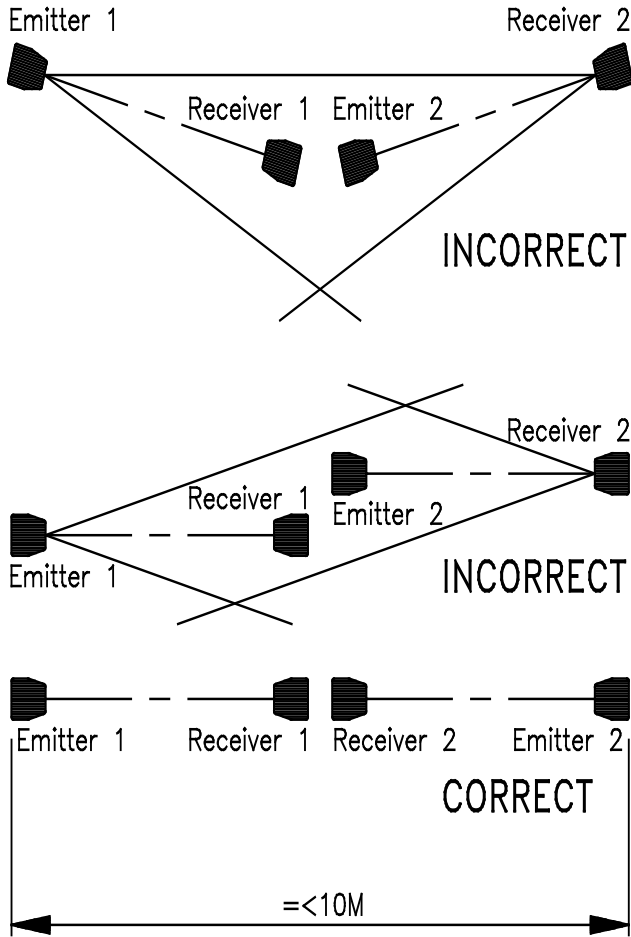 Emitter 1 Receiver 2
Receiver 1 Emitter 2
INCORRECT
Receiver 2
Receiver 1 Emitter 2
Emitter 1 INCORRECT
Emitter 1 Receiver 1 Receiver 2 Emitter 2
CORRECT
=<10M